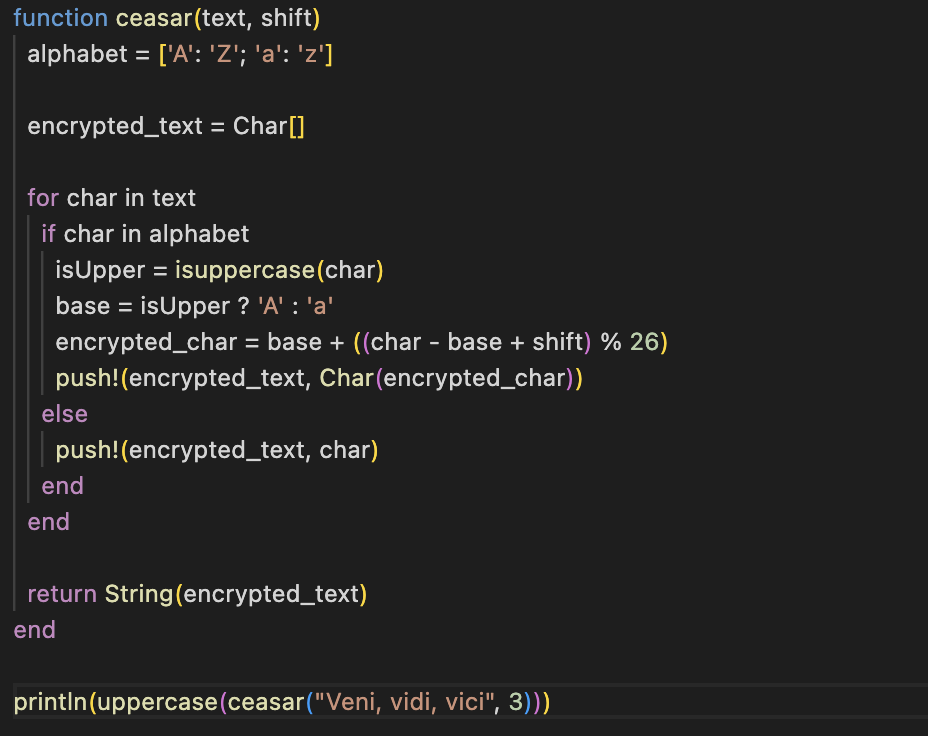 function ceasar(text, shift)
alphabet = ['A': 'Z'; 'a': 'z']
encrypted_text = Char[]
for char in text
if char in alphabet
isUpper = isuppercase(char)
base = isUpper ? 'A' : 'a'
encrypted_char = base + ((char - base + shift) % 26)
push!(encrypted_text, Char(encrypted_char))
else
push!(encrypted_text, char)
end
end
return String(encrypted_text)
end
println(uppercase(ceasar("Veni, vidi, vici", 3)))